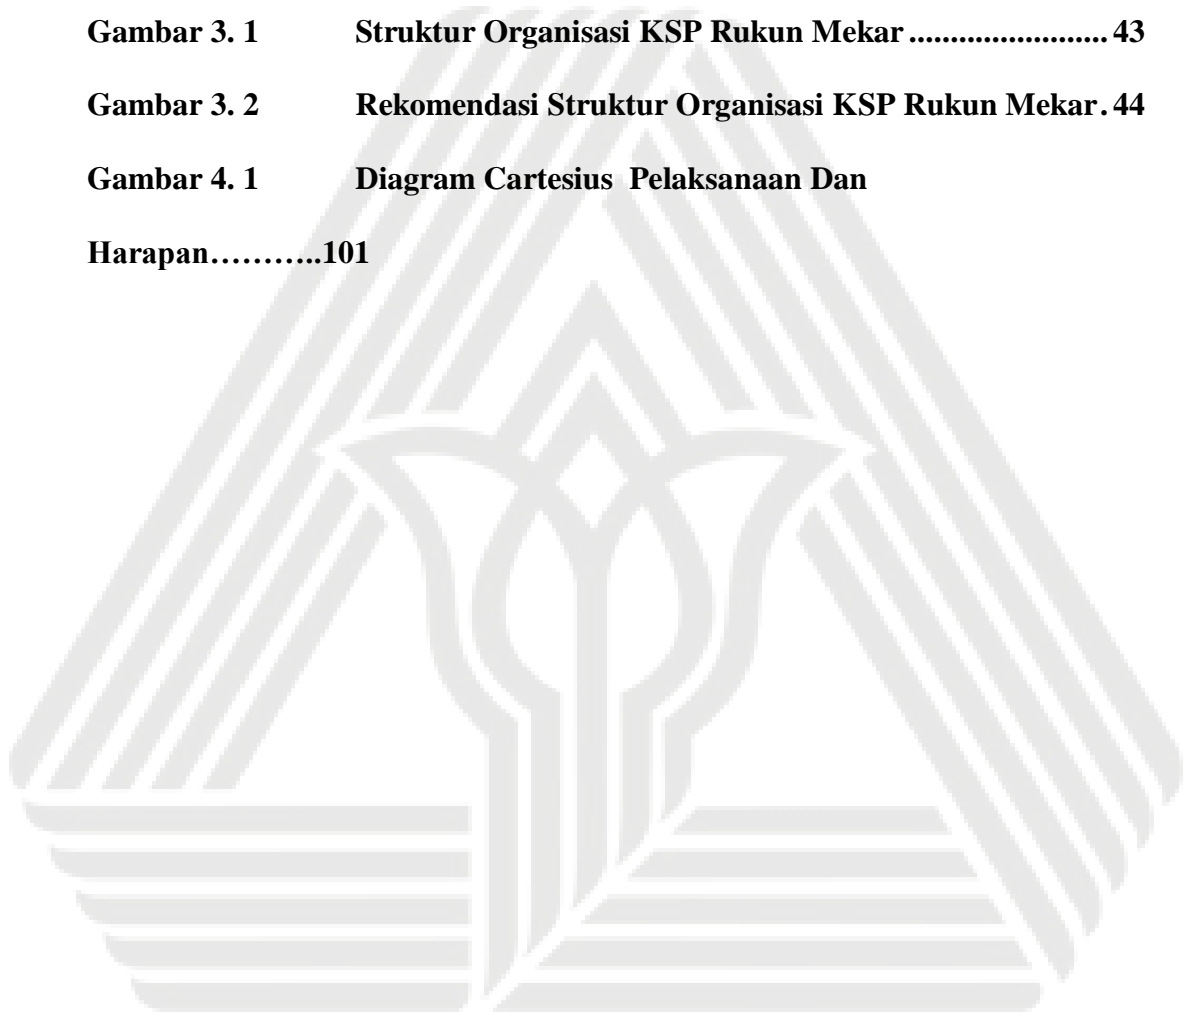 Gambar 3. 1 Struktur Organisasi KSP Rukun Mekar ........................ 43
Gambar 3. 2 Rekomendasi Struktur Organisasi KSP Rukun Mekar . 44
Gambar 4. 1 Diagram Cartesius Pelaksanaan Dan
Harapan………..101